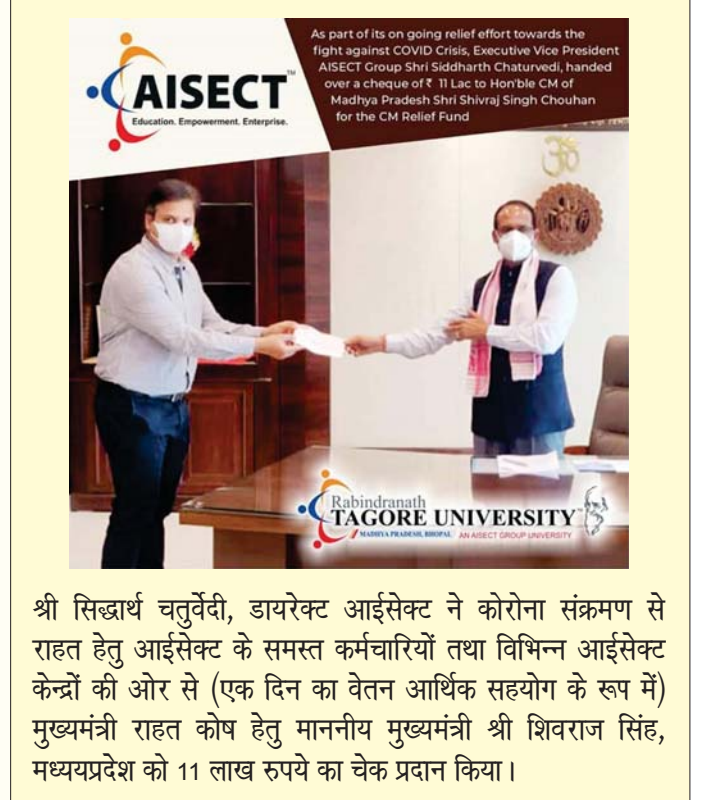 As part of its on going relief effort towards the
fight against COVID Crisis, Executive Vice President
AISECT Group Shri Siddharth Chaturvedi, handed
over a cheque of ₹ 11 Lac to Hon'ble CM of
Madhya Pradesh Shri Shivraj Singh Chouhan
for the CM Relief Fund
AISECT™
Education. Empowerment. Enterprise.
ॐ
Rabindranath
TAGORE UNIVERSITY™
MADHYA PRADESH, BHOPAL AN AISECT GROUP UNIVERSITY
श्री सिद्धार्थ चतुर्वेदी, डायरेक्ट आईसेक्ट ने कोरोना संक्रमण से
राहत हेतु आईसेक्ट के समस्त कर्मचारियों तथा विभिन्न आईसेक्ट
केन्द्रों की ओर से (एक दिन का वेतन आर्थिक सहयोग के रूप में)
मुख्यमंत्री राहत कोष हेतु माननीय मुख्यमंत्री श्री शिवराज सिंह,
मध्ययप्रदेश को 11 लाख रुपये का चेक प्रदान किया।